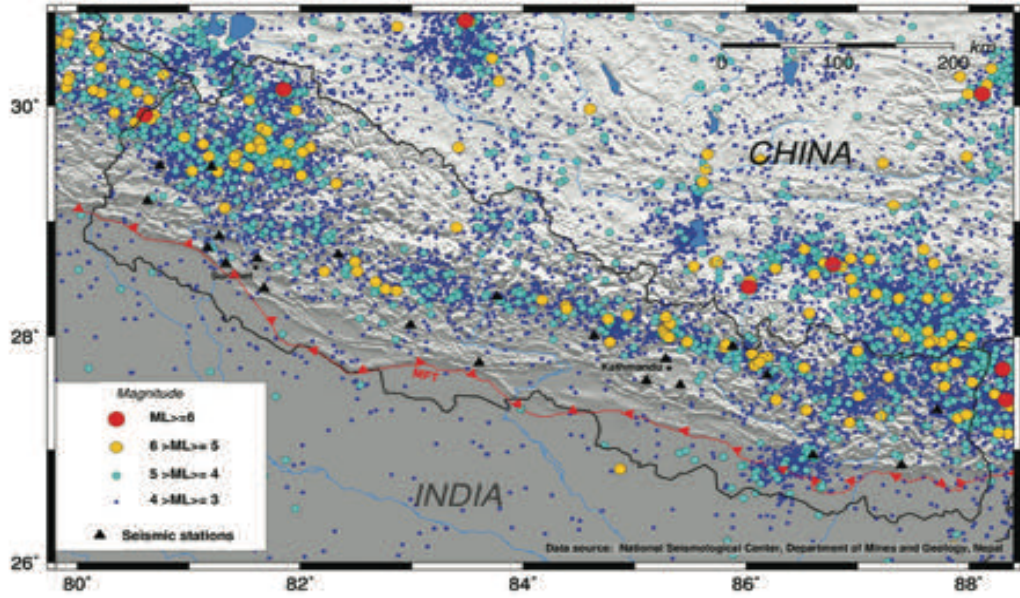 km
0 100 200
30°
CHINA
28°
MFT
Kathmandu
Magnitude
ML>=6
6 >ML>= 5
5 >ML>= 4
4 >ML>= 3
Seismic stations
INDIA
Data source: National Seismological Center, Department of Mines and Geology, Nepal
26°
80° 82° 84° 86° 88°